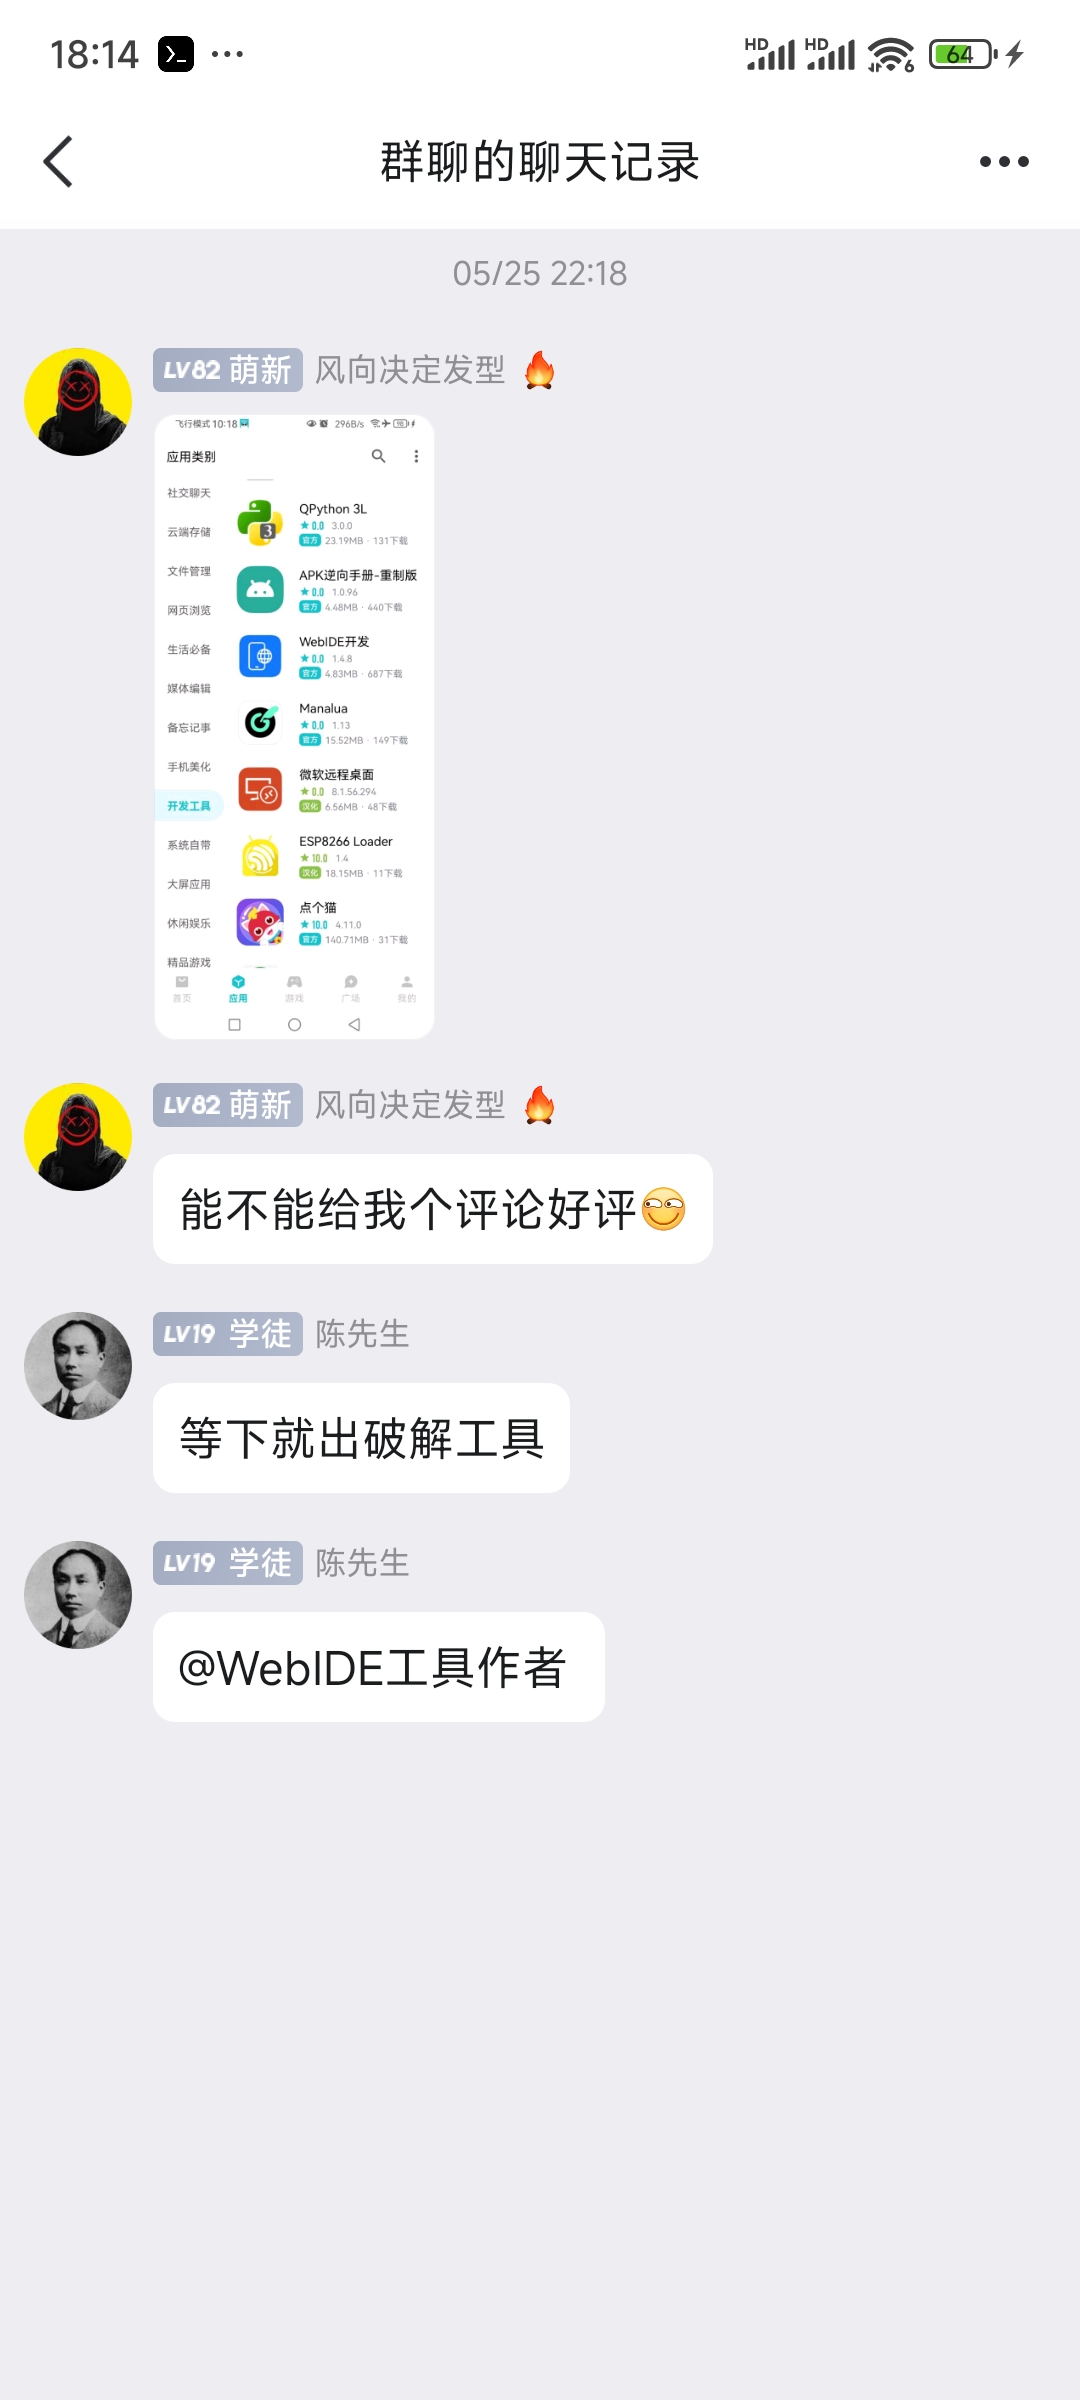 18:14
HD HD 6 64
群聊的聊天记录
05/25 22:18
LV82 萌新 风向决定发型
飞行模式 10:18 296B/s
应用类别
社交聊天
云端存储
文件管理
网页浏览
生活必备
媒体编辑
备忘记事
手机美化
开发工具
系统自带
大屏应用
休闲娱乐
精品游戏
QPython 3L
0.0 3.0.0
官方 23.19MB · 131下载
APK逆向手册-重制版
0.0 1.0.96
官方 4.48MB · 440下载
WebIDE开发
0.0 1.4.8
官方 4.83MB · 687下载
Manalua
0.0 1.13
官方 15.52MB · 149下载
微软远程桌面
0.0 8.1.56.294
汉化 6.56MB · 48下载
ESP8266 Loader
10.0 1.4
汉化 18.15MB · 11下载
点个猫
10.0 4.11.0
官方 140.71MB · 31下载
首页 应用 游戏 广场 我的
LV82 萌新 风向决定发型
能不能给我个评论好评
LV19 学徒 陈先生
等下就出破解工具
LV19 学徒 陈先生
@WebIDE工具作者